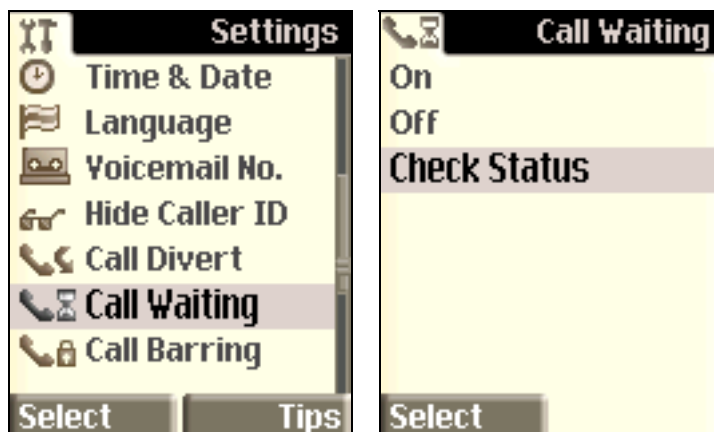 Settings
Time & Date
Language
Voicemail No.
Hide Caller ID
Call Divert
Call Waiting
Call Barring
Select
Tips
Call Waiting
On
Off
Check Status
Select